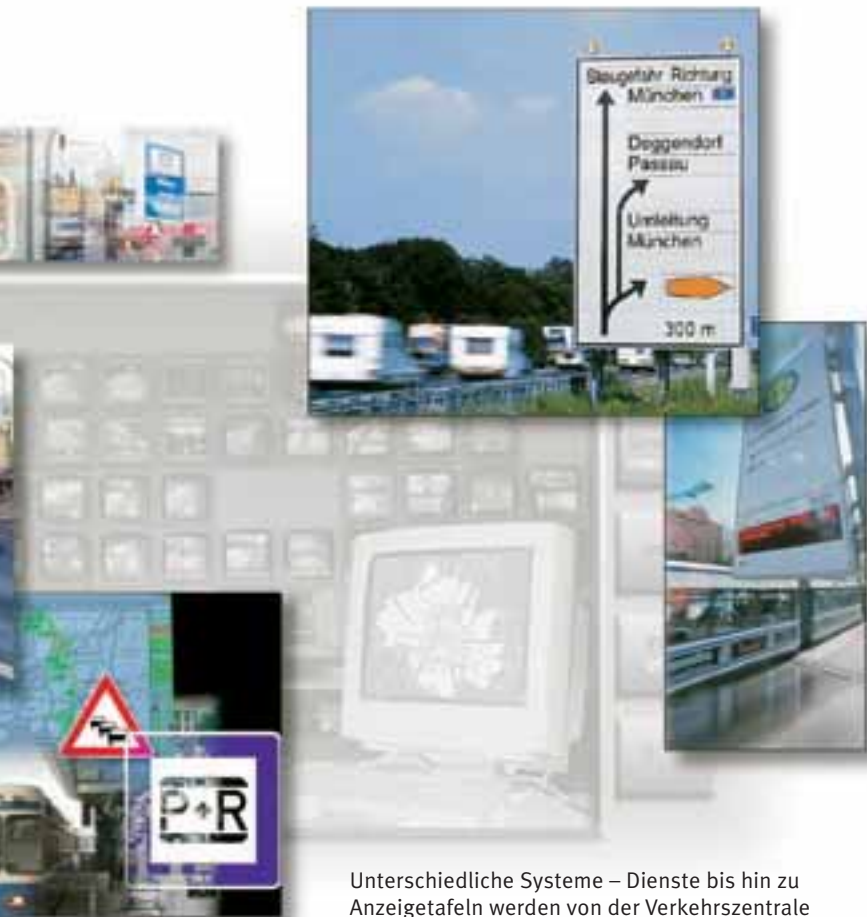 Staugefahr Richtung
München
Deggendorf
Passau
Umleitung
München
300 m
P+R
Unterschiedliche Systeme – Dienste bis hin zu
Anzeigetafeln werden von der Verkehrszentrale